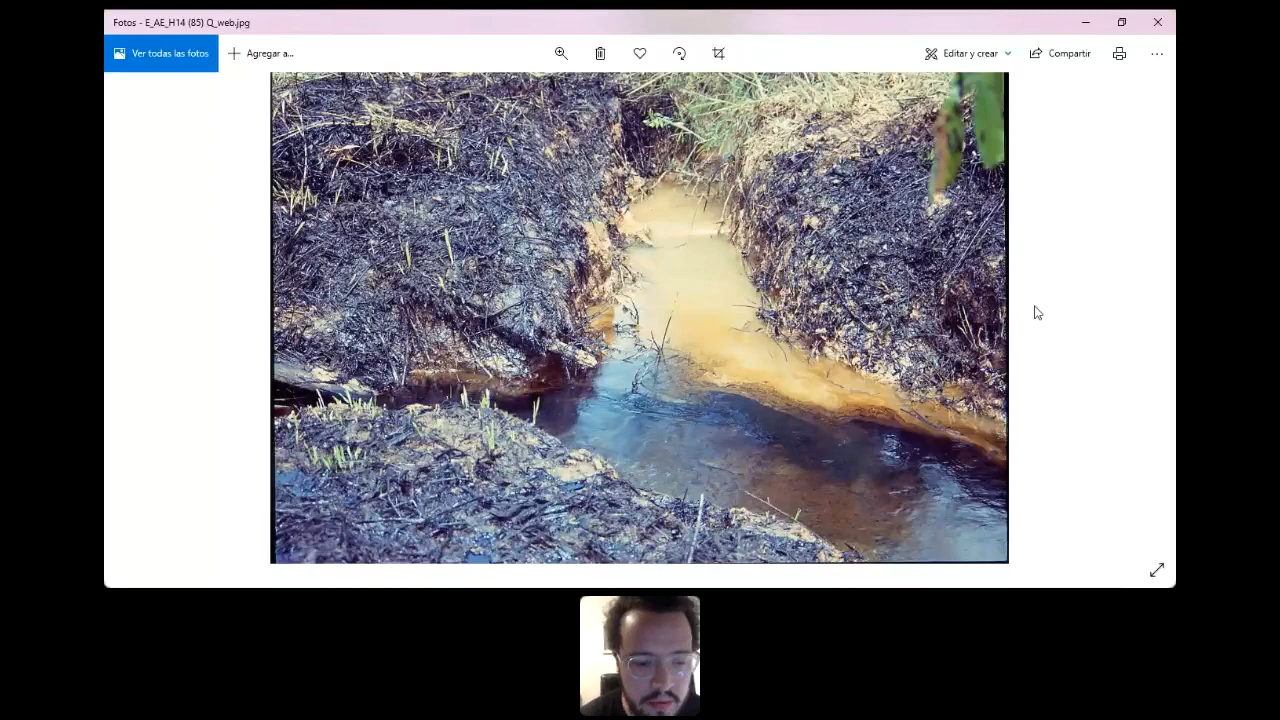 Fotos - E_AE_H14 (85) Q_web.jpg
Ver todas las fotos
Agregar a...
Editar y crear
Compartir